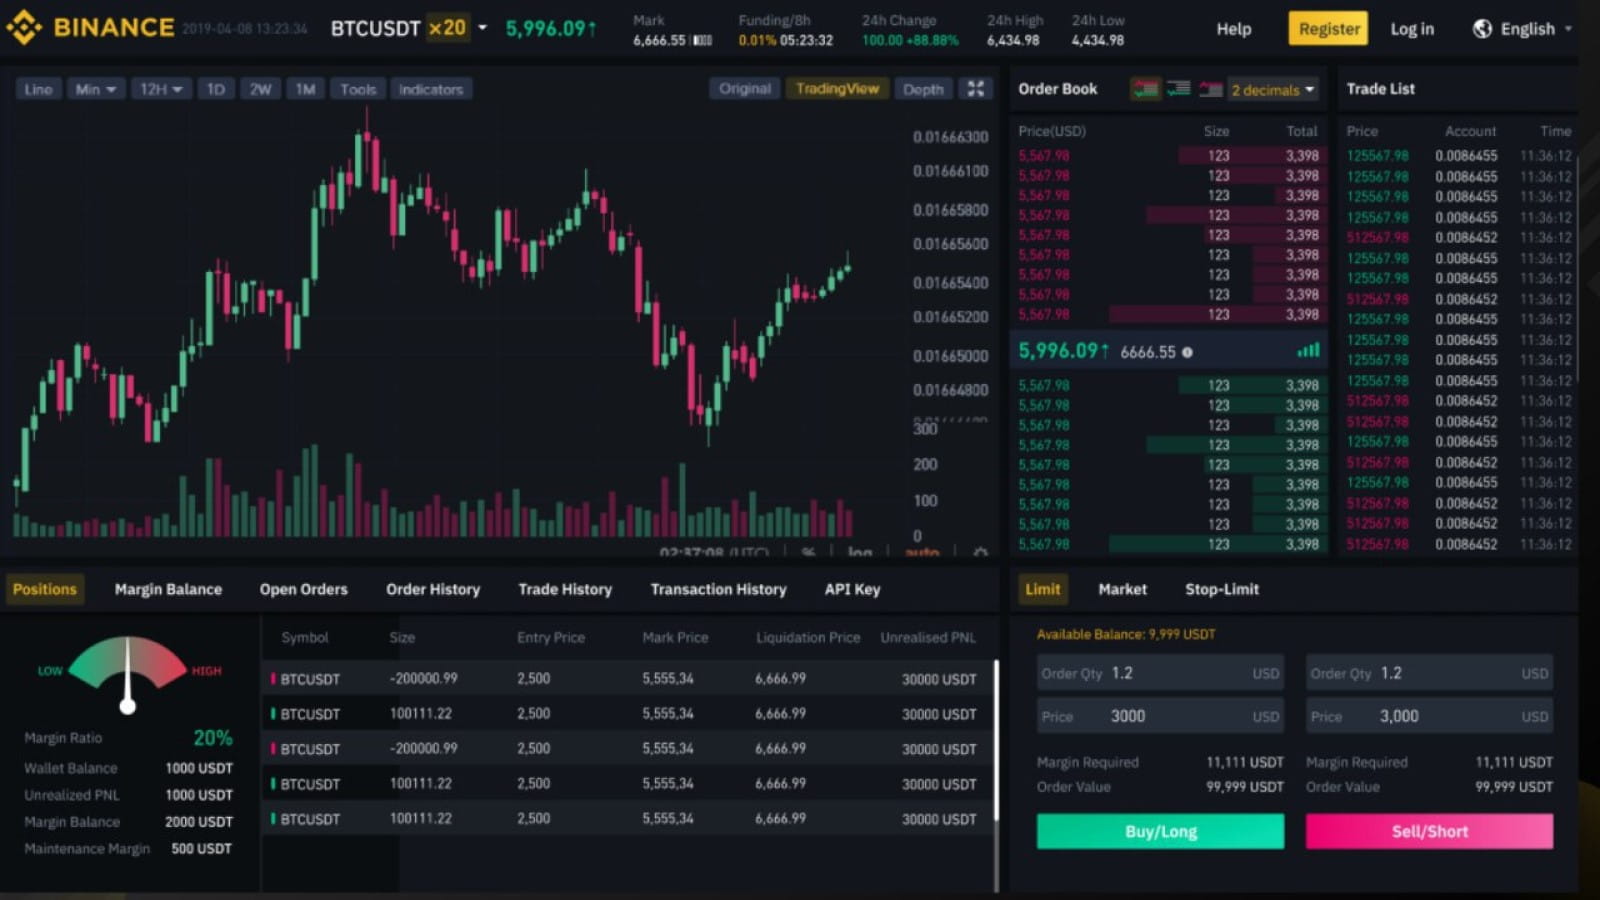 BINANCE 2019-04-08 13:23:34 BTCUSDT ×20 5,996.09↑ Mark Funding/8h 24h Change 24h High 24h Low Help Register Log in English
6,666.55 0.01% 05:23:32 100.00 +88.88% 6,434.98 4,434.98
Line Min 12H 1D 2W 1M Tools Indicators Original TradingView Depth
0.01666300
0.01666100
0.01665800
0.01665600
0.01665400
0.01665200
0.01665000
0.01664800
300
200
100
0
02:37:08 (UTC) % log auto
Order Book 2 decimals
Price(USD) Size Total
5,567.98 123 3,398
5,567.98 123 3,398
5,567.98 123 3,398
5,567.98 123 3,398
5,567.98 123 3,398
5,567.98 123 3,398
5,567.98 123 3,398
5,567.98 123 3,398
5,567.98 123 3,398
5,996.09↑ 6666.55
5,567.98 123 3,398
5,567.98 123 3,398
5,567.98 123 3,398
5,567.98 123 3,398
5,567.98 123 3,398
5,567.98 123 3,398
5,567.98 123 3,398
5,567.98 123 3,398
5,567.98 123 3,398
Trade List
Price Account Time
125567.98 0.0086455 11:36:12
125567.98 0.0086455 11:36:12
125567.98 0.0086455 11:36:12
125567.98 0.0086455 11:36:12
512567.98 0.0086452 11:36:12
125567.98 0.0086455 11:36:12
125567.98 0.0086455 11:36:12
512567.98 0.0086452 11:36:12
125567.98 0.0086455 11:36:12
125567.98 0.0086455 11:36:12
125567.98 0.0086455 11:36:12
125567.98 0.0086455 11:36:12
512567.98 0.0086452 11:36:12
512567.98 0.0086452 11:36:12
125567.98 0.0086455 11:36:12
512567.98 0.0086452 11:36:12
125567.98 0.0086455 11:36:12
512567.98 0.0086452 11:36:12
512567.98 0.0086452 11:36:12
512567.98 0.0086452 11:36:12
Positions Margin Balance Open Orders Order History Trade History Transaction History API Key
LOW HIGH
Margin Ratio 20%
Wallet Balance 1000 USDT
Unrealized PNL 1000 USDT
Margin Balance 2000 USDT
Maintenance Margin 500 USDT
Symbol Size Entry Price Mark Price Liquidation Price Unrealised PNL
BTCUSDT -200000.99 2,500 5,555,34 6,666.99 30000 USDT
BTCUSDT 100111.22 2,500 5,555,34 6,666.99 30000 USDT
BTCUSDT -200000.99 2,500 5,555,34 6,666.99 30000 USDT
BTCUSDT 100111.22 2,500 5,555,34 6,666.99 30000 USDT
BTCUSDT 100111.22 2,500 5,555,34 6,666.99 30000 USDT
Limit Market Stop-Limit
Available Balance: 9,999 USDT
Order Qty 1.2 USD Order Qty 1.2 USD
Price 3000 USD Price 3,000 USD
Margin Required 11,111 USDT Margin Required 11,111 USDT
Order Value 99,999 USDT Order Value 99,999 USDT
Buy/Long Sell/Short